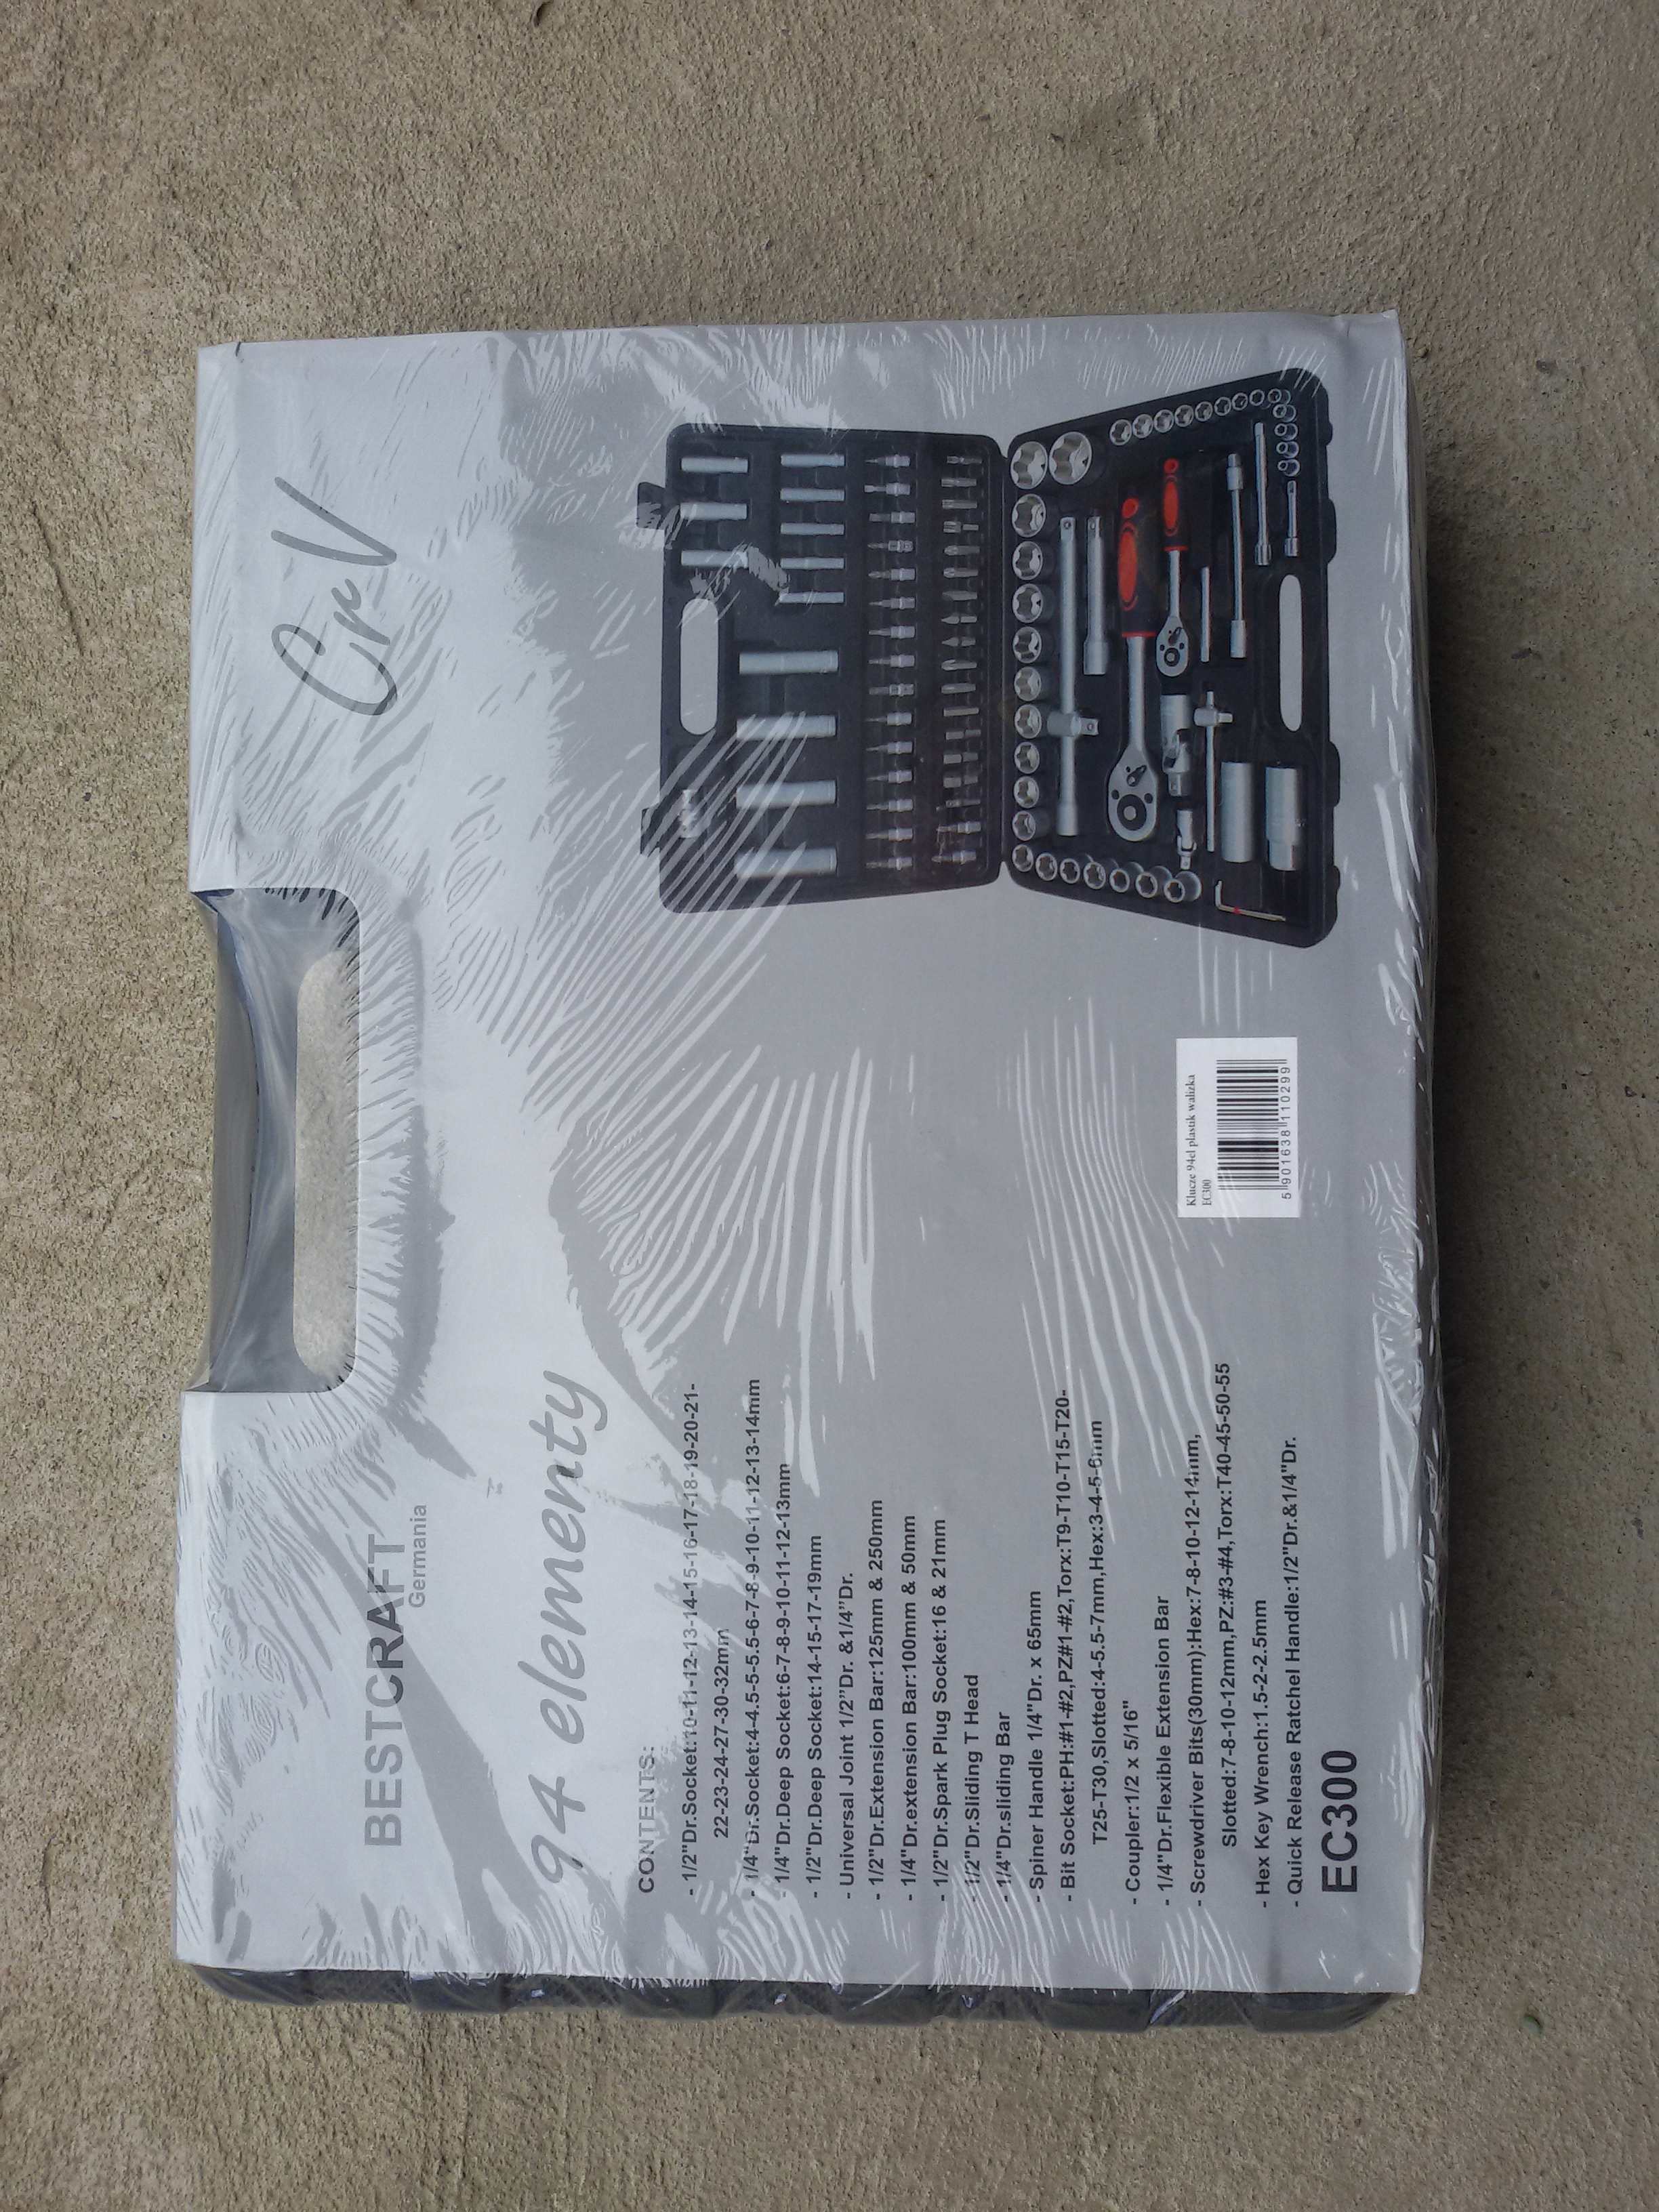 CrV
BESTCRAFT
Germania
94 elementy
CONTENTS:
- 1/2"Dr.Socket:10-11-12-13-14-15-16-17-18-19-20-21-
22-23-24-27-30-32mm
- 1/4"Dr.Socket:4-4.5-5-5.5-6-7-8-9-10-11-12-13-14mm
- 1/4"Dr.Deep Socket:6-7-8-9-10-11-12-13mm
- 1/2"Dr.Deep Socket:14-15-17-19mm
- Universal Joint 1/2"Dr. &1/4"Dr.
- 1/2"Dr.Extension Bar:125mm & 250mm
- 1/4"Dr.extension Bar:100mm & 50mm
- 1/2"Dr.Spark Plug Socket:16 & 21mm
- 1/2"Dr.Sliding T Head
- 1/4"Dr.sliding Bar
- Spiner Handle 1/4"Dr. x 65mm
- Bit Socket:PH:#1-#2,PZ#1-#2,Torx:T9-T10-T15-T20-
T25-T30,Slotted:4-5.5-7mm,Hex:3-4-5-6mm
- Coupler:1/2 x 5/16"
- 1/4"Dr.Flexible Extension Bar
- Screwdriver Bits(30mm):Hex:7-8-10-12-14mm,
Slotted:7-8-10-12mm,PZ:#3-#4,Torx:T40-45-50-55
- Hex Key Wrench:1.5-2-2.5mm
- Quick Release Ratchel Handle:1/2"Dr.&1/4"Dr.
EC300
Klucze 94el plastik walizka
EC300
5 901638 110299